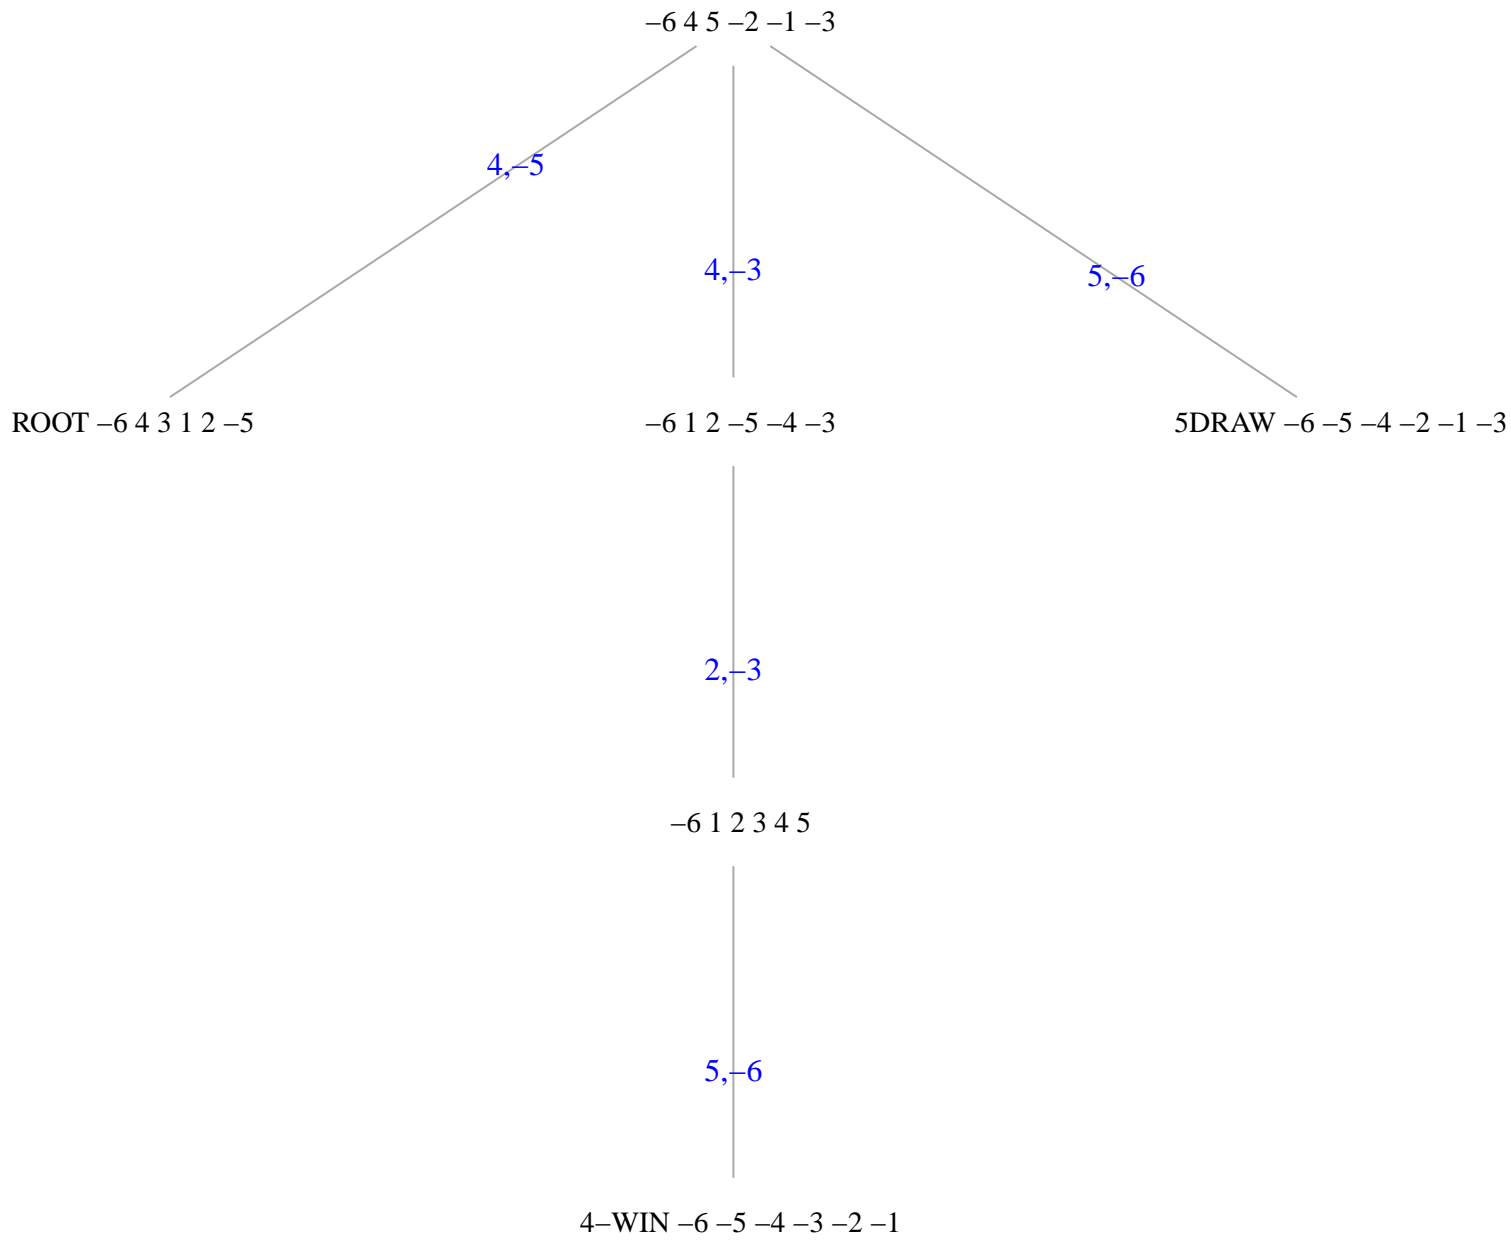 –6 4 5 –2 –1 –3
4,–5
4,–3
5,–6
ROOT –6 4 3 1 2 –5
–6 1 2 –5 –4 –3
5DRAW –6 –5 –4 –2 –1 –3
2,–3
–6 1 2 3 4 5
5,–6
4–WIN –6 –5 –4 –3 –2 –1